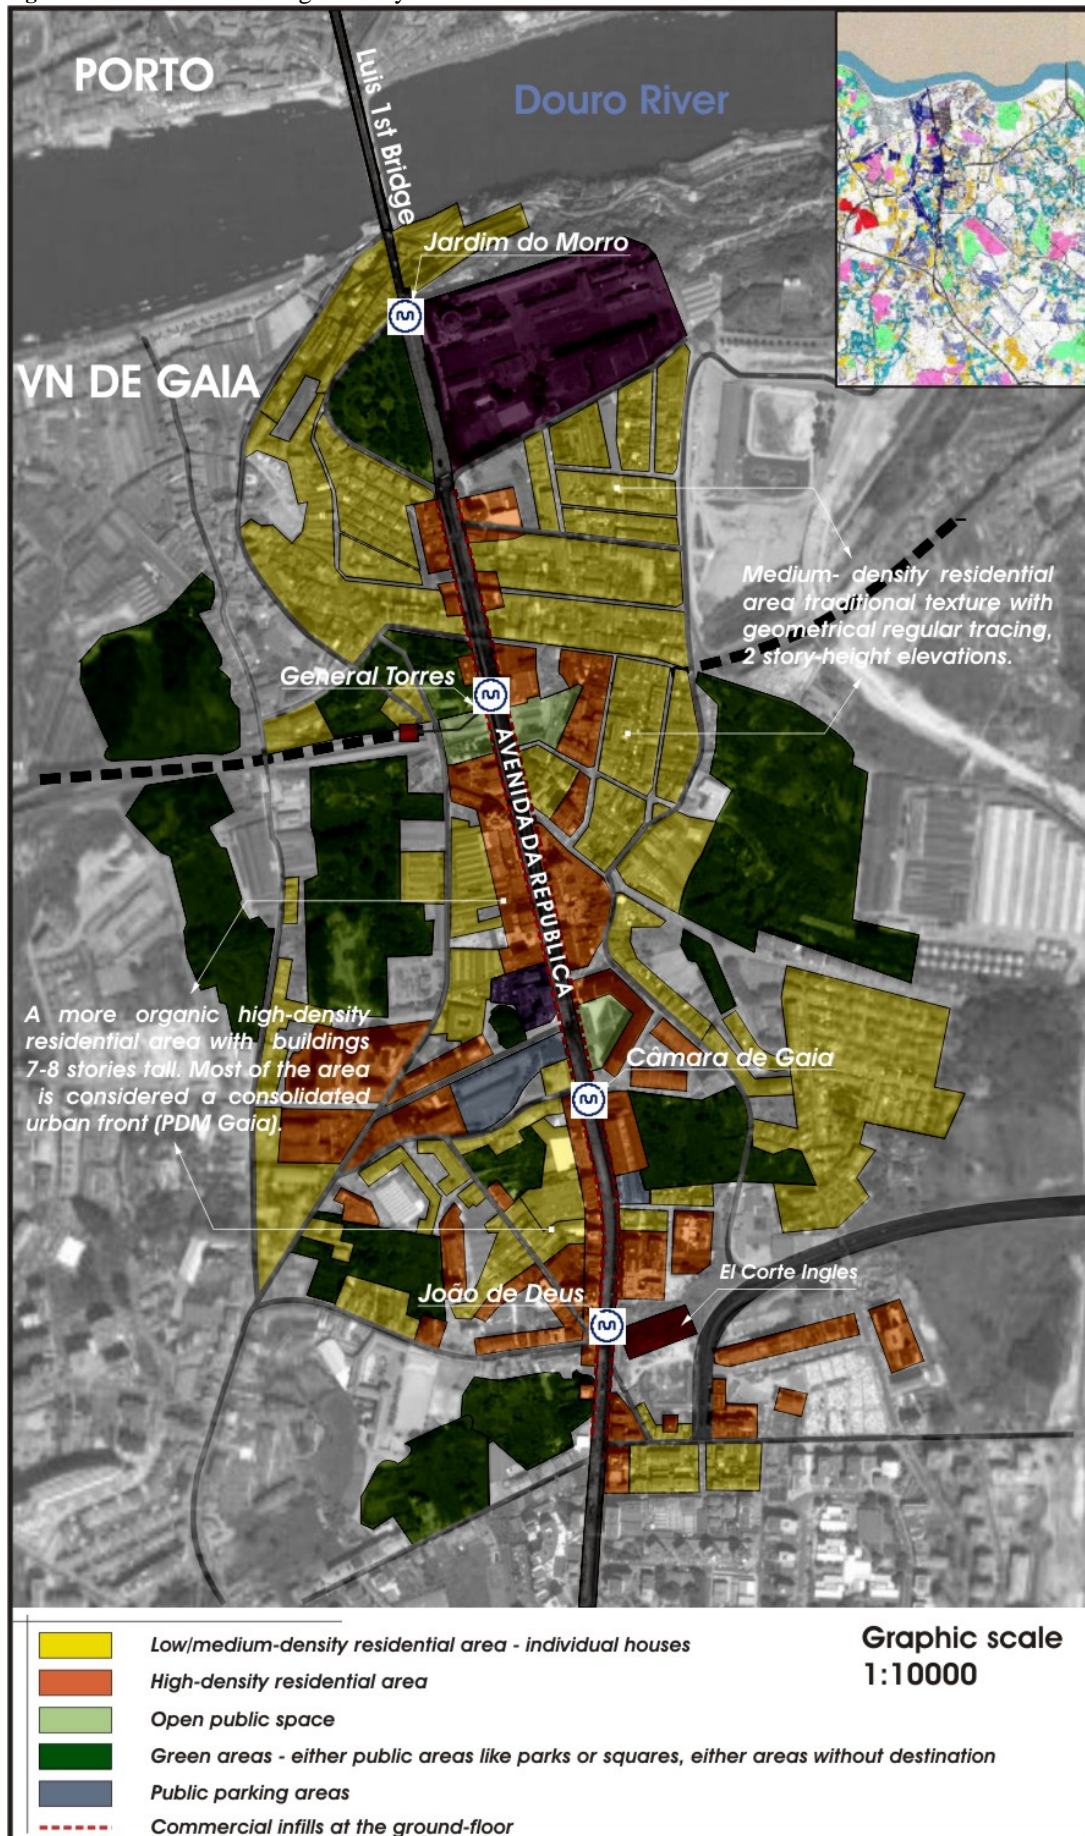 PORTO
Luis 1st Bridge
Douro River
Jardim do Morro
VN DE GAIA
Medium- density residential
area traditional texture with
geometrical regular tracing,
2 story-height elevations.
General Torres
AVENIDA DA REPUBLICA
A more organic high-density
residential area with buildings
7-8 stories tall. Most of the area
is considered a consolidated
urban front (PDM Gaia).
Câmara de Gaia
El Corte Ingles
João de Deus
Low/medium-density residential area - individual houses
High-density residential area
Open public space
Green areas - either public areas like parks or squares, either areas without destination
Public parking areas
Commercial infills at the ground-floor
Graphic scale
1:10000